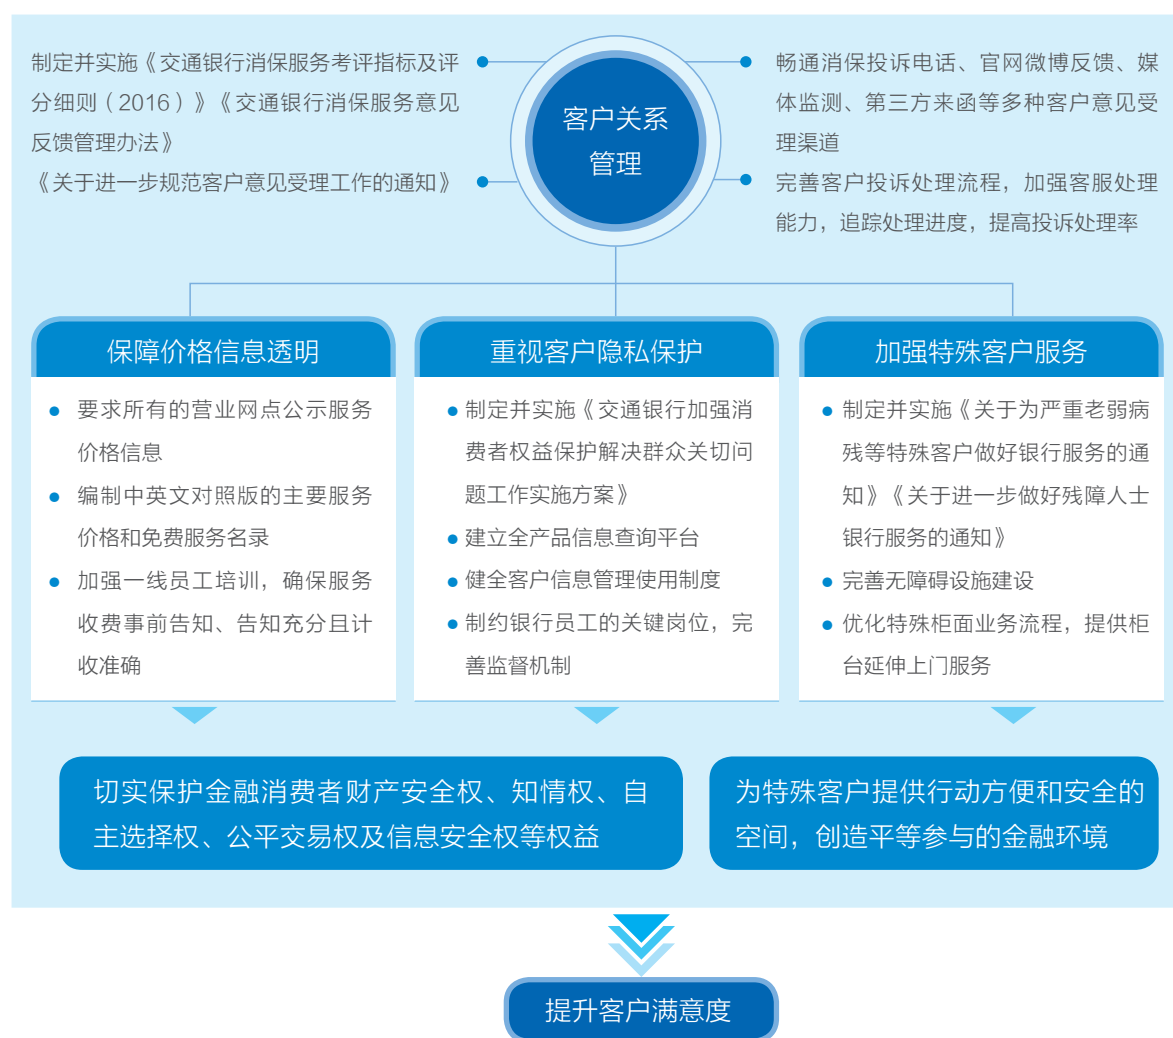 制定并实施《交通银行消保服务考评指标及评
分细则（2016）》《交通银行消保服务意见
反馈管理办法》
《关于进一步规范客户意见受理工作的通知》
客户关系
管理
畅通消保投诉电话、官网微博反馈、媒
体监测、第三方来函等多种客户意见受
理渠道
完善客户投诉处理流程，加强客服处理
能力，追踪处理进度，提高投诉处理率
保障价格信息透明
要求所有的营业网点公示服务
价格信息
编制中英文对照版的主要服务
价格和免费服务名录
加强一线员工培训，确保服务
收费事前告知、告知充分且计
收准确
重视客户隐私保护
制定并实施《交通银行加强消
费者权益保护解决群众关切问
题工作实施方案》
建立全产品信息查询平台
健全客户信息管理使用制度
制约银行员工的关键岗位，完
善监督机制
加强特殊客户服务
制定并实施《关于为严重老弱病
残等特殊客户做好银行服务的通
知》《关于进一步做好残障人士
银行服务的通知》
完善无障碍设施建设
优化特殊柜面业务流程，提供柜
台延伸上门服务
切实保护金融消费者财产安全权、知情权、自
主选择权、公平交易权及信息安全权等权益
为特殊客户提供行动方便和安全的
空间，创造平等参与的金融环境
提升客户满意度